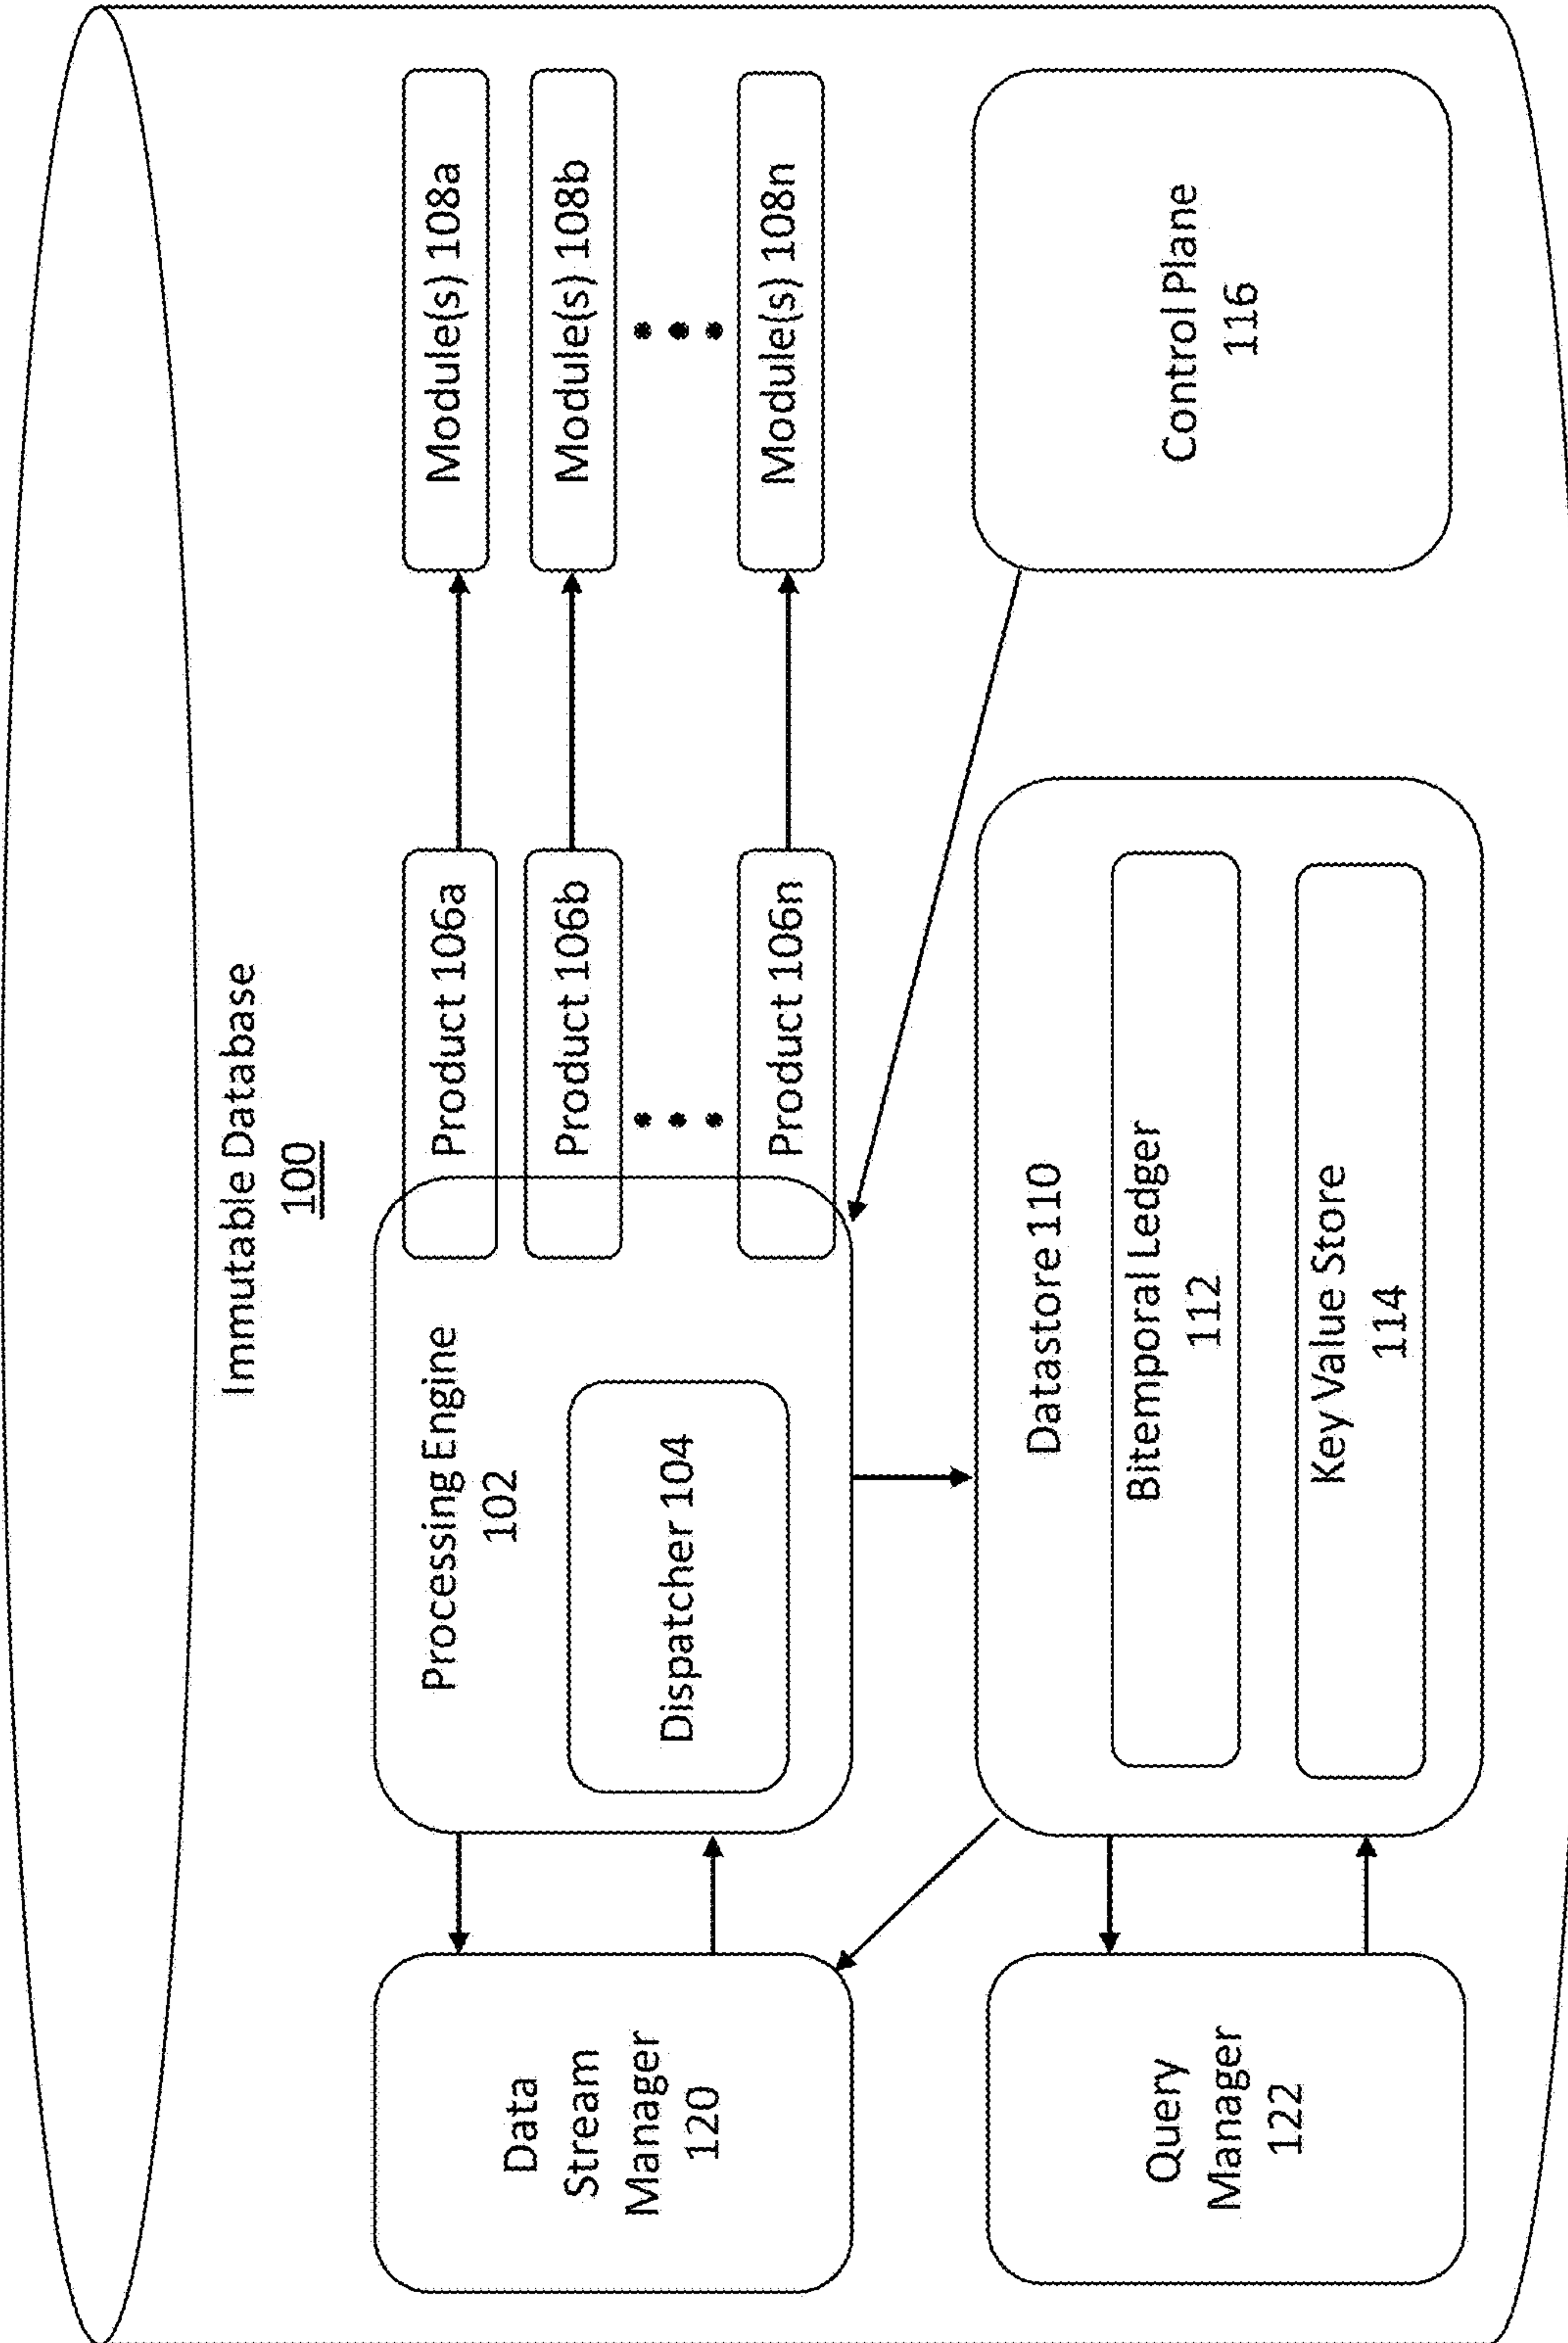 Immutable Database
100
Data
Stream
Manager
120
Processing Engine
102
Dispatcher 104
Product 106a
Product 106b
Product 106n
Module(s) 108a
Module(s) 108b
Module(s) 108n
Query
Manager
122
Datastore 110
Bitemporal Ledger
112
Key Value Store
114
Control Plane
116